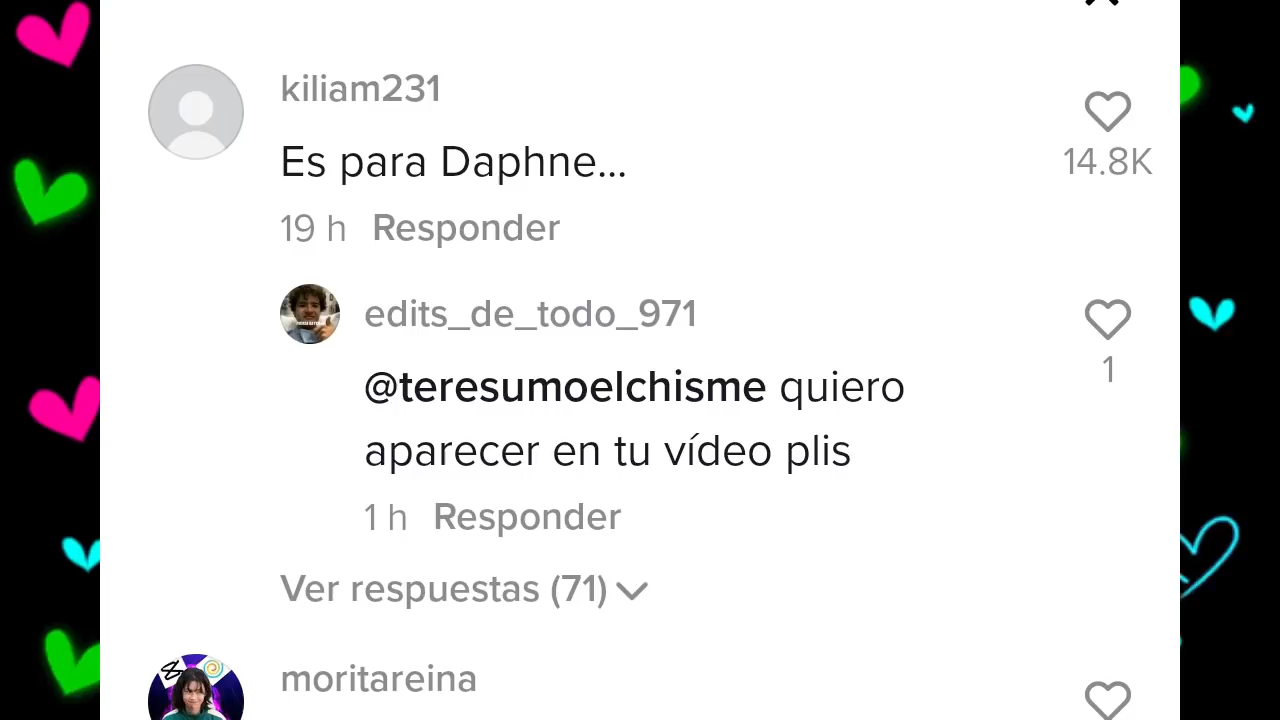 kiliam231
Es para Daphne...
14.8K
19 h Responder
edits_de_todo_971
@teresumoelchisme quiero
1
aparecer en tu vídeo plis
1 h Responder
Ver respuestas (71)
moritareina